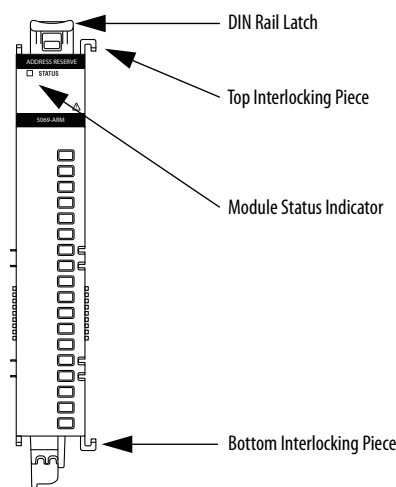 DIN Rail Latch
ADDRESS RESERVE
STATUS
Top Interlocking Piece
5069-ARM
Module Status Indicator
Bottom Interlocking Piece